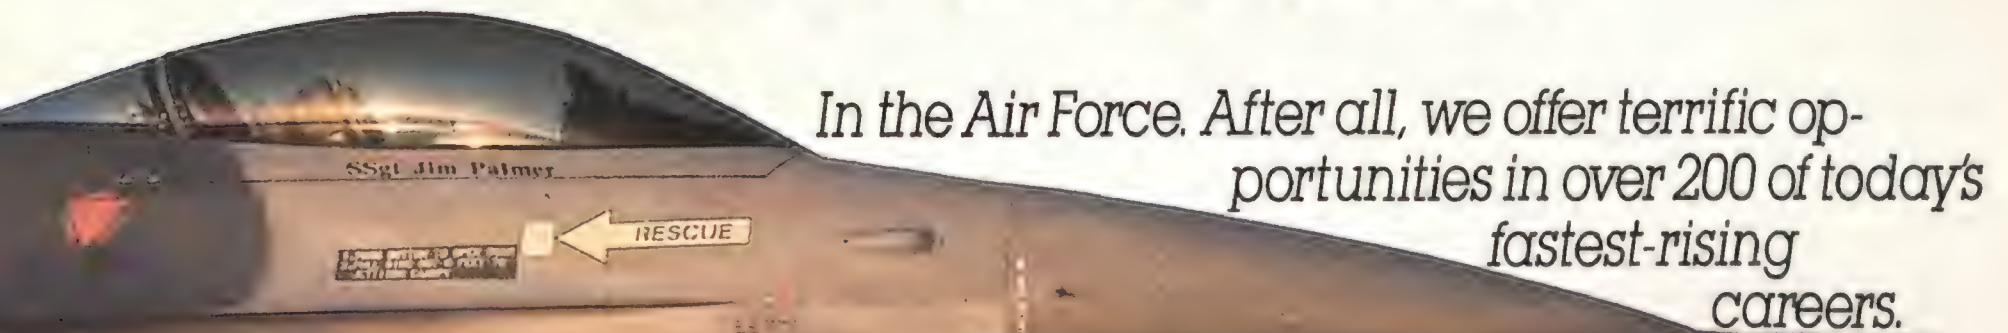 In the Air Force. After all, we offer terrific op-
portunities in over 200 of today's
fastest-rising
careers.
SSgt Jim Palmer
RESCUE